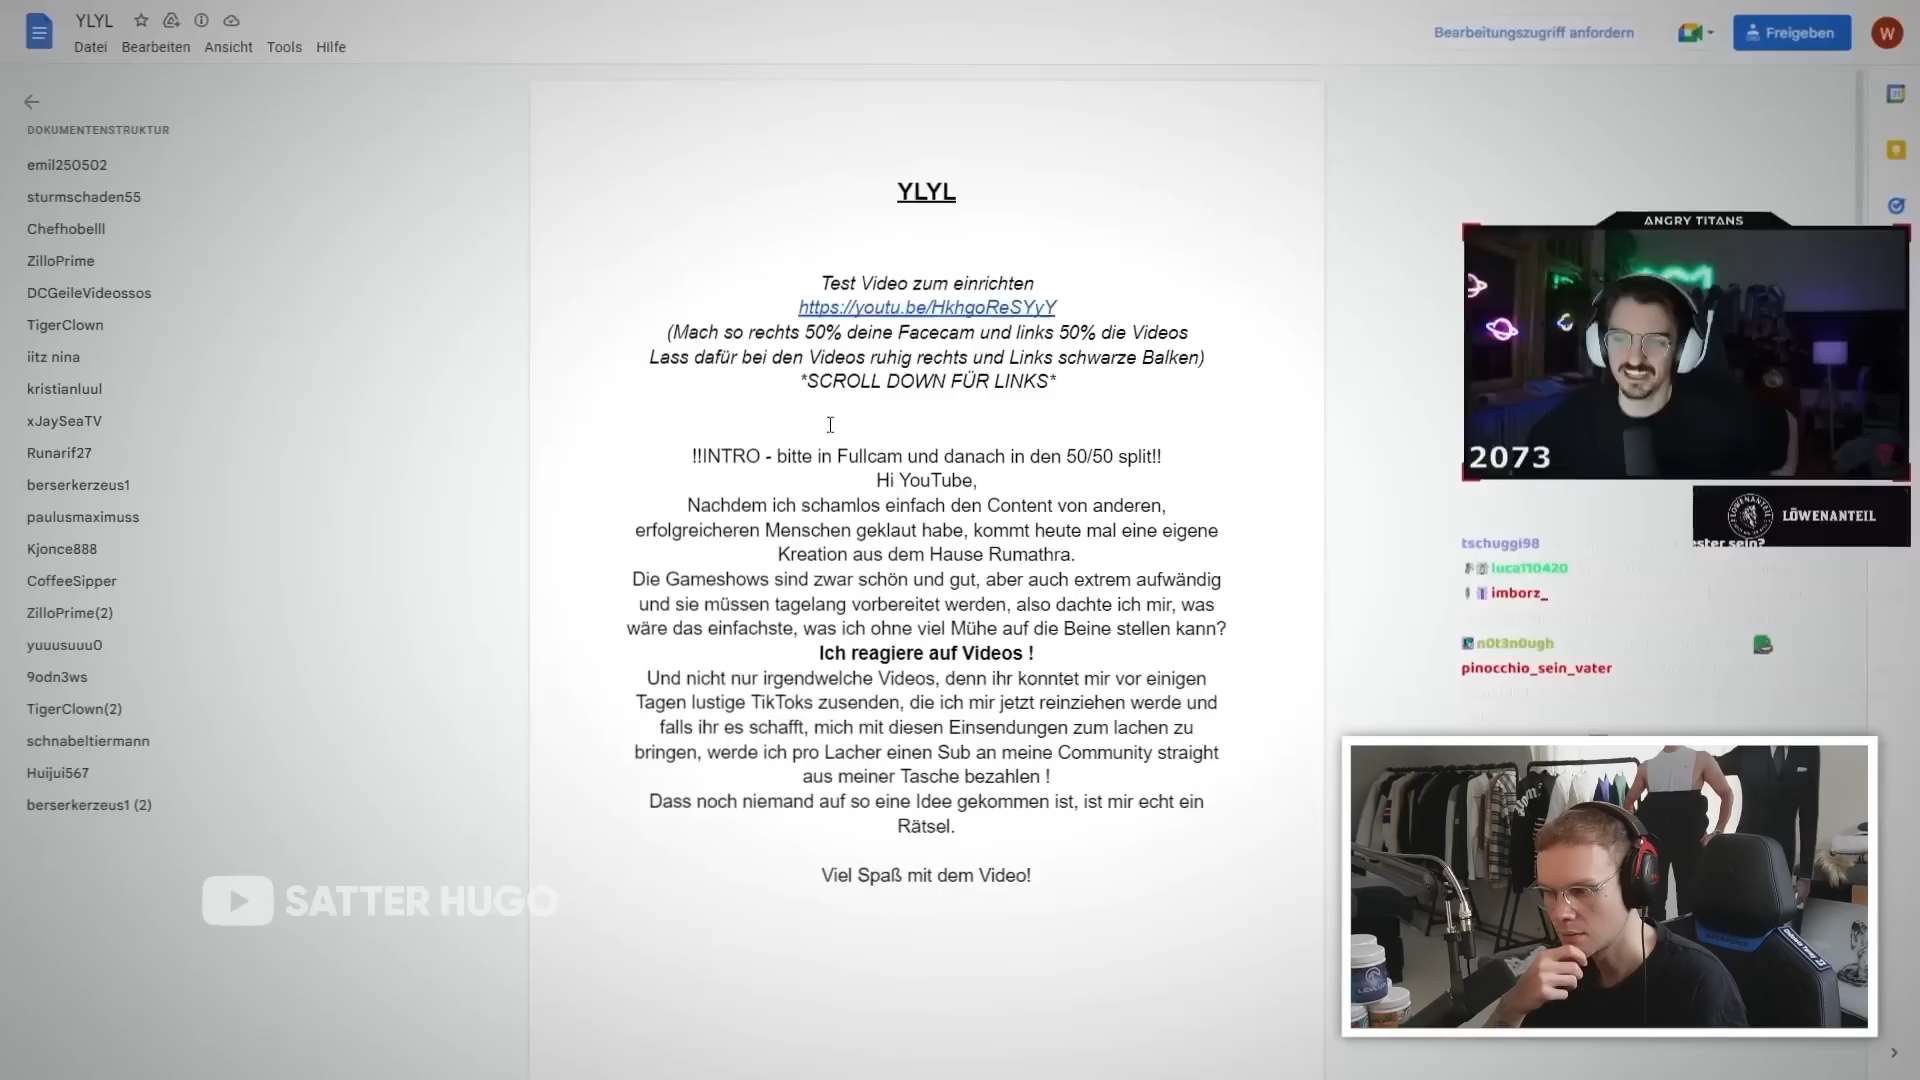 YLYL
Datei Bearbeiten Ansicht Tools Hilfe
Bearbeitungszugriff anfordern
Freigeben
W
DOKUMENTENSTRUKTUR
emil250502
sturmschaden55
Chefhobelll
ZilloPrime
DCGeileVideossos
TigerClown
iitz nina
kristianluul
xJaySeaTV
Runarif27
berserkerzeus1
paulusmaximuss
Kjonce888
CoffeeSipper
ZilloPrime(2)
yuuusuuu0
9odn3ws
TigerClown(2)
schnabeltiermann
Huijui567
berserkerzeus1 (2)
SATTER HUGO
YLYL
Test Video zum einrichten
https://youtu.be/HkhgoReSYyY
(Mach so rechts 50% deine Facecam und links 50% die Videos
Lass dafür bei den Videos ruhig rechts und Links schwarze Balken)
*SCROLL DOWN FÜR LINKS*
!!INTRO - bitte in Fullcam und danach in den 50/50 split!!
Hi YouTube,
Nachdem ich schamlos einfach den Content von anderen,
erfolgreicheren Menschen geklaut habe, kommt heute mal eine eigene
Kreation aus dem Hause Rumathra.
Die Gameshows sind zwar schön und gut, aber auch extrem aufwändig
und sie müssen tagelang vorbereitet werden, also dachte ich mir, was
wäre das einfachste, was ich ohne viel Mühe auf die Beine stellen kann?
Ich reagiere auf Videos !
Und nicht nur irgendwelche Videos, denn ihr konntet mir vor einigen
Tagen lustige TikToks zusenden, die ich mir jetzt reinziehen werde und
falls ihr es schafft, mich mit diesen Einsendungen zum lachen zu
bringen, werde ich pro Lacher einen Sub an meine Community straight
aus meiner Tasche bezahlen !
Dass noch niemand auf so eine Idee gekommen ist, ist mir echt ein
Rätsel.
Viel Spaß mit dem Video!
ANGRY TITANS
2073
LÖWENANTEIL
tschuggi98
sein?
luca110420
imborz_
n0t3n0ugh
pinocchio_sein_vater